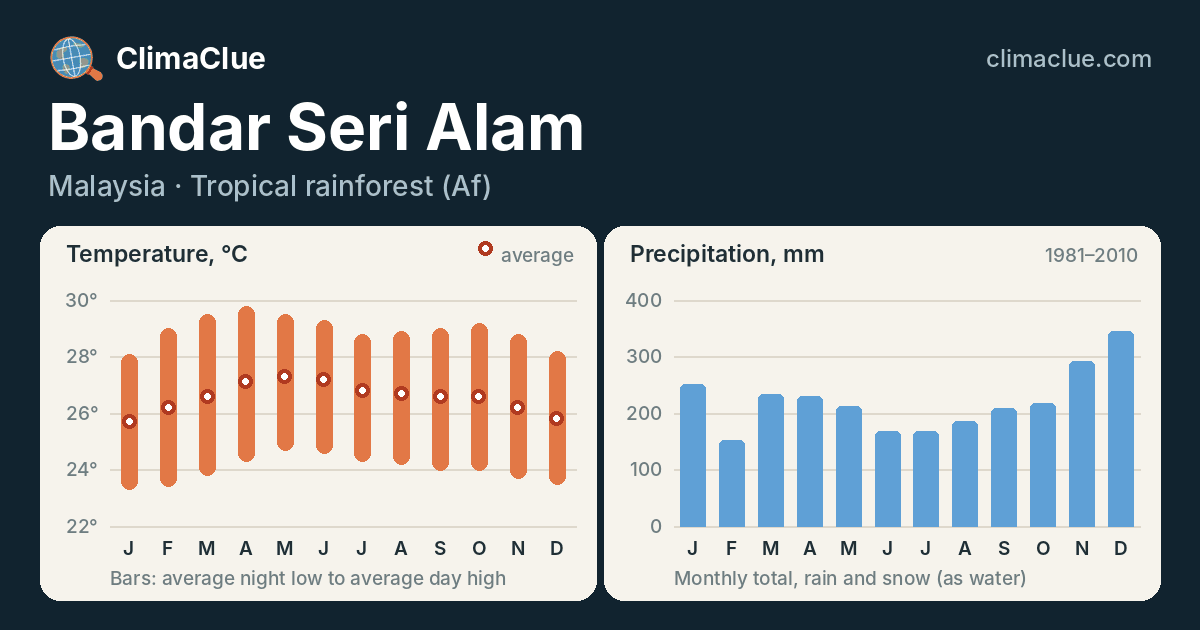 ClimaClue
climaclue.com
Bandar Seri Alam
Malaysia · Tropical rainforest (Af)
Temperature, °C
average
30°
28°
26°
24°
22°
J F M A M J J A S O N D
Bars: average night low to average day high
Precipitation, mm
1981–2010
400
300
200
100
0
J F M A M J J A S O N D
Monthly total, rain and snow (as water)